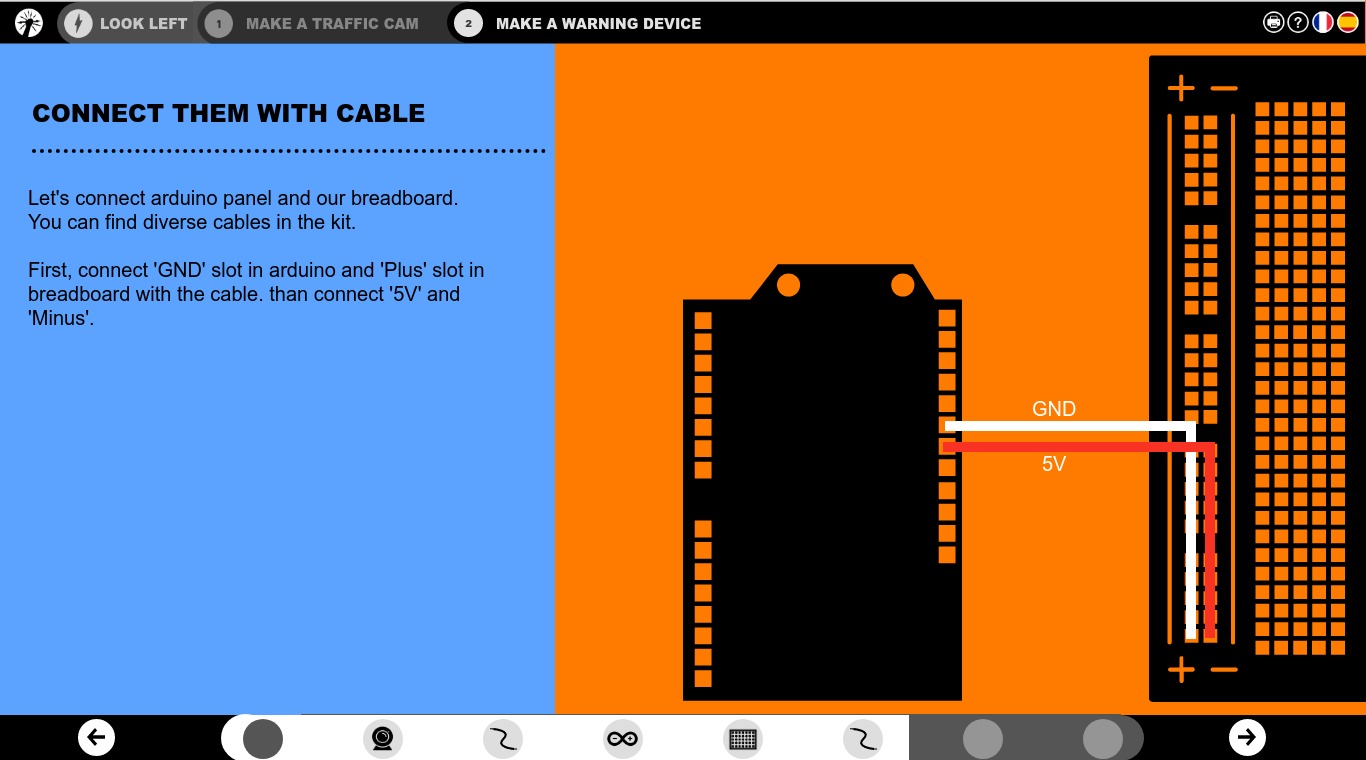 LOOK LEFT
1
MAKE A TRAFFIC CAM
2
MAKE A WARNING DEVICE
?
CONNECT THEM WITH CABLE
Let's connect arduino panel and our breadboard.
You can find diverse cables in the kit.
First, connect 'GND' slot in arduino and 'Plus' slot in
breadboard with the cable. than connect '5V' and
'Minus'.
+ −
GND
5V
+ −